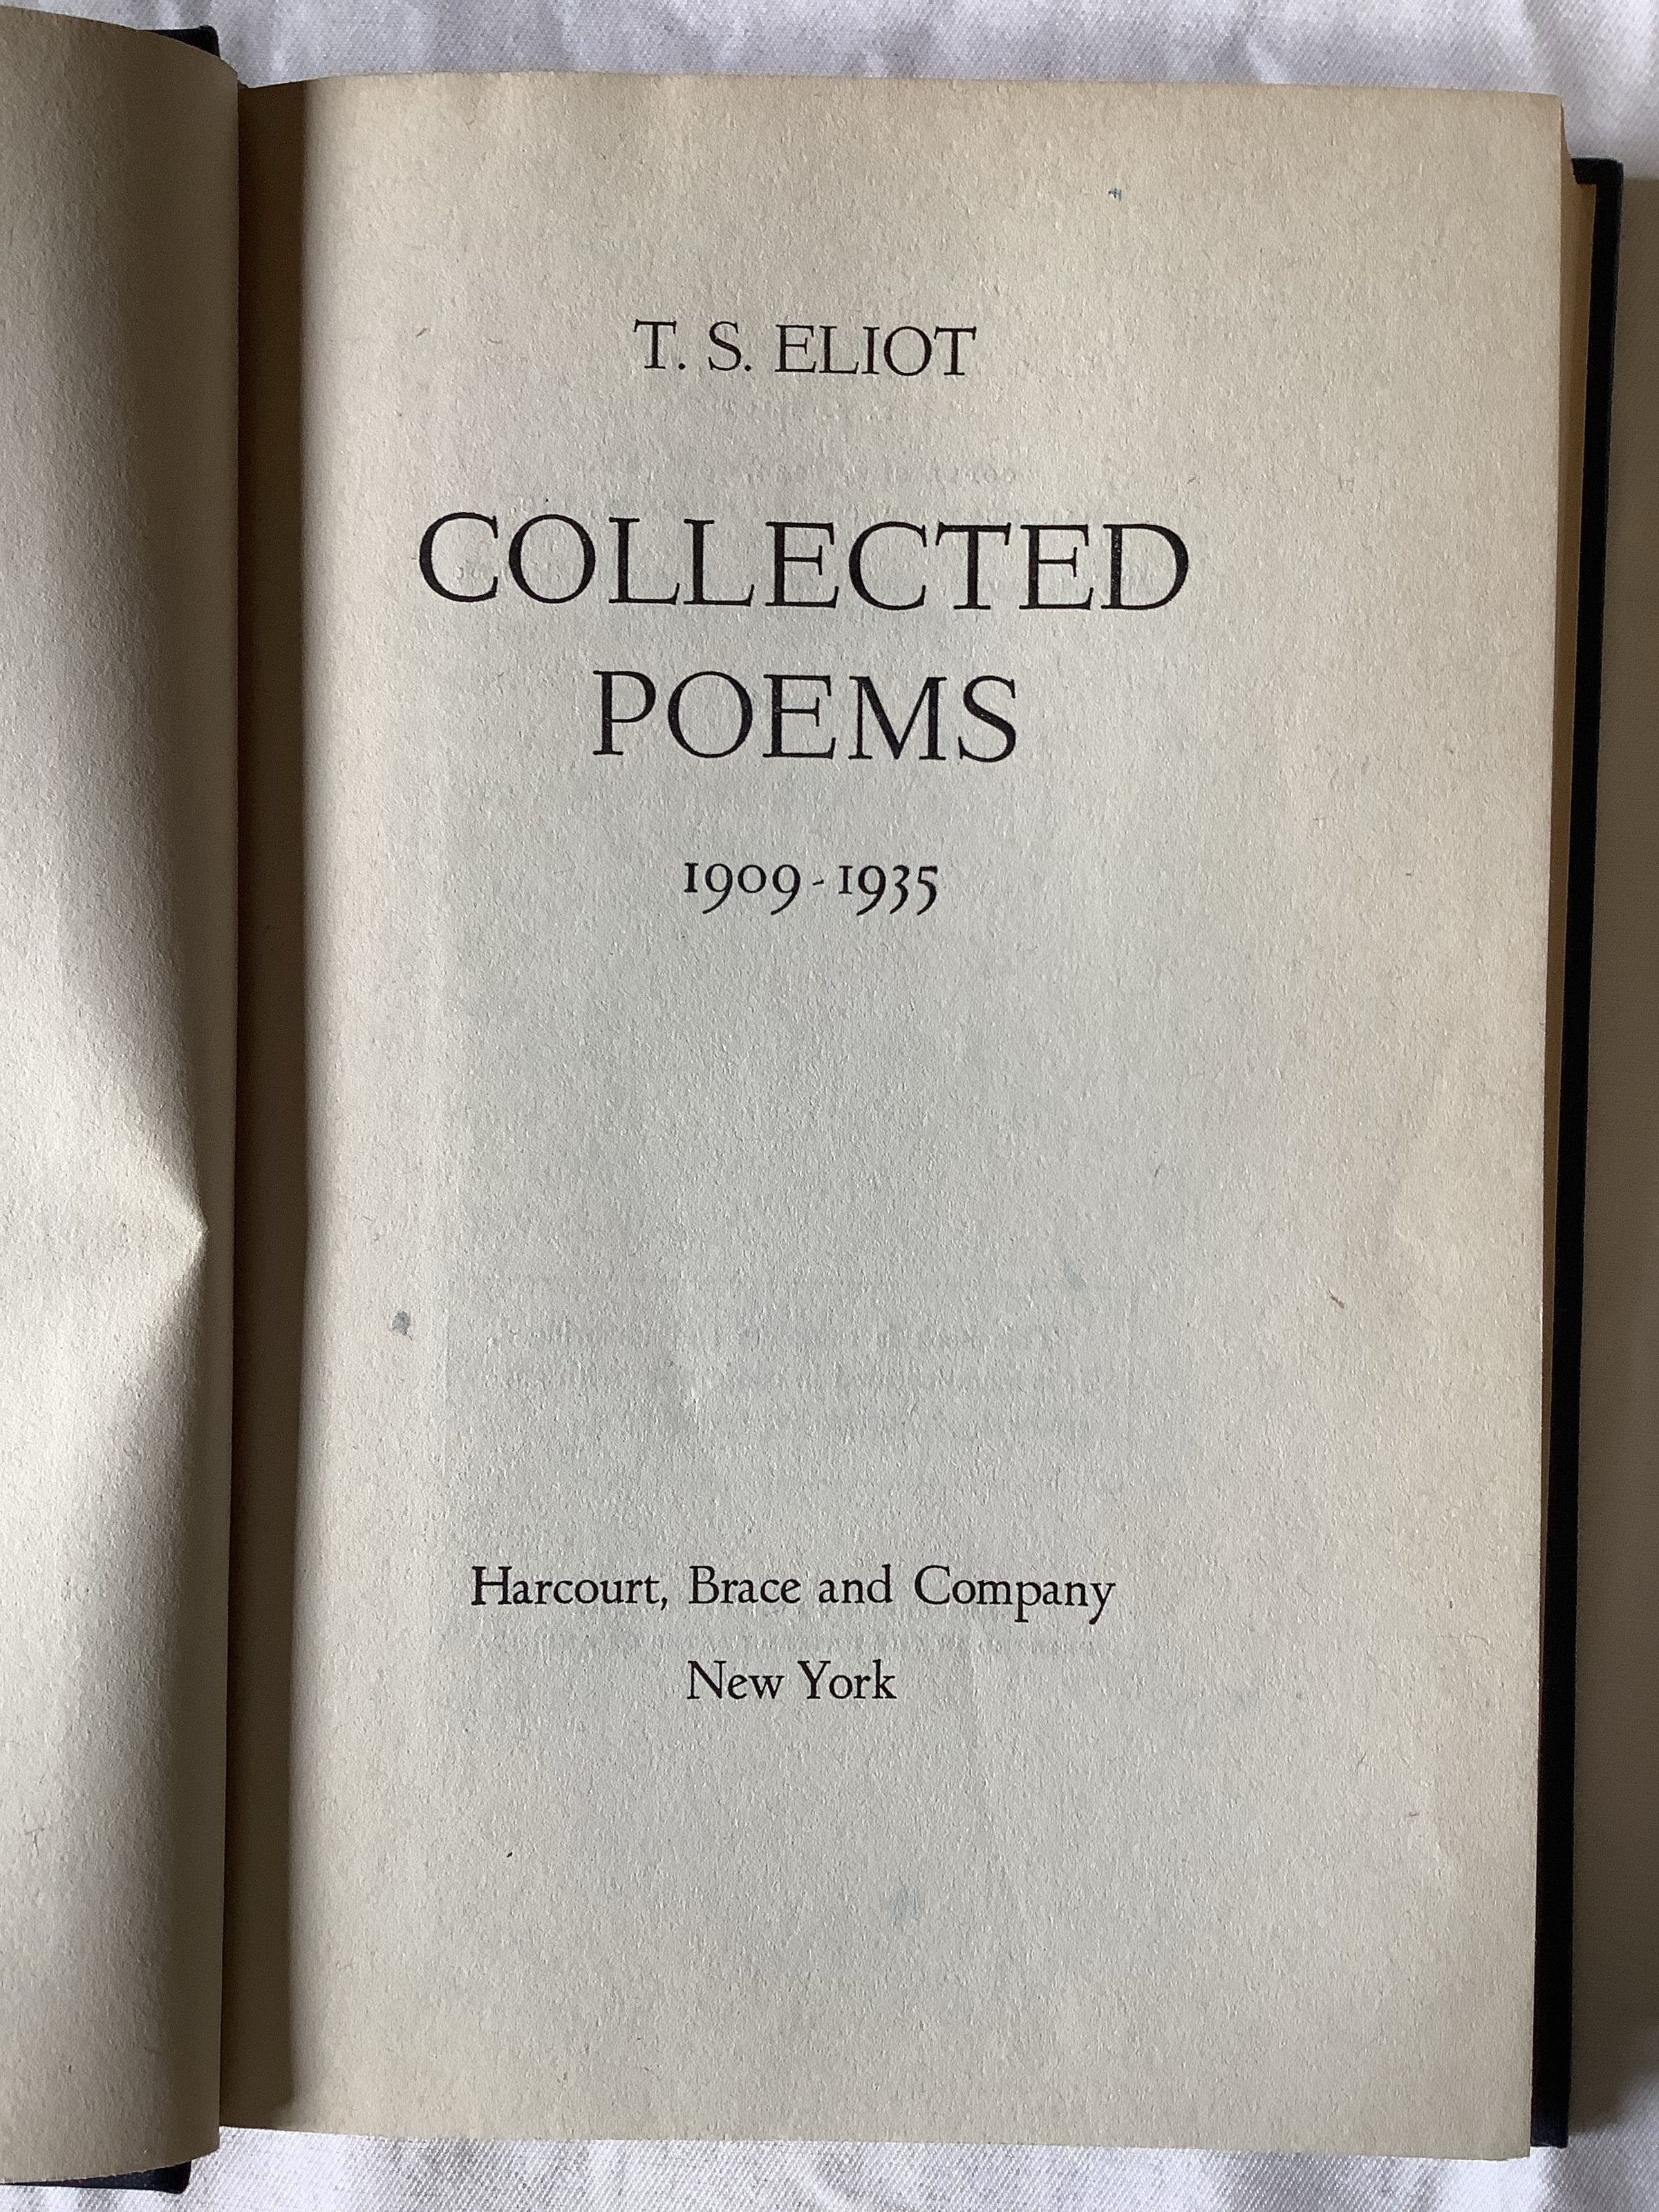 T. S. ELIOT
COLLECTED
POEMS
1909-1935
Harcourt, Brace and Company
New York